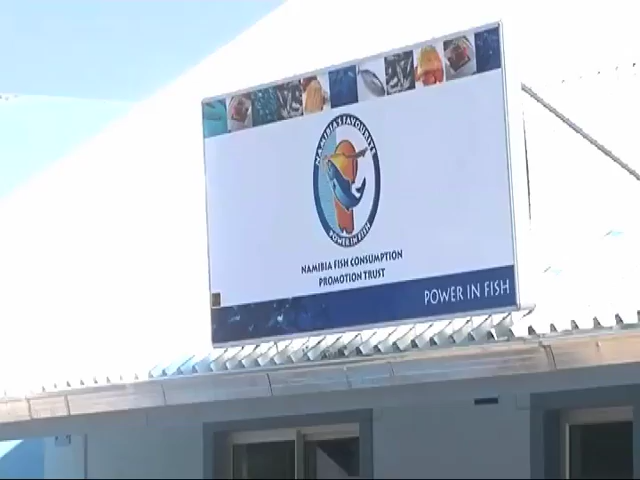 NAMIBIA'S FAVOURITE
POWER IN FISH
NAMIBIA FISH CONSUMPTION
PROMOTION TRUST
POWER IN FISH